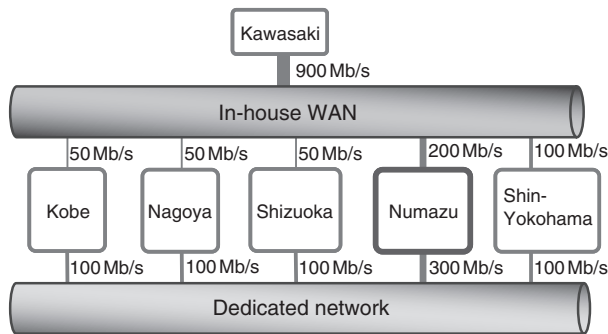 Kawasaki
900 Mb/s
In-house WAN
50 Mb/s
50 Mb/s
50 Mb/s
200 Mb/s
100 Mb/s
Kobe
Nagoya
Shizuoka
Numazu
Shin-
Yokohama
100 Mb/s
100 Mb/s
100 Mb/s
300 Mb/s
100 Mb/s
Dedicated network